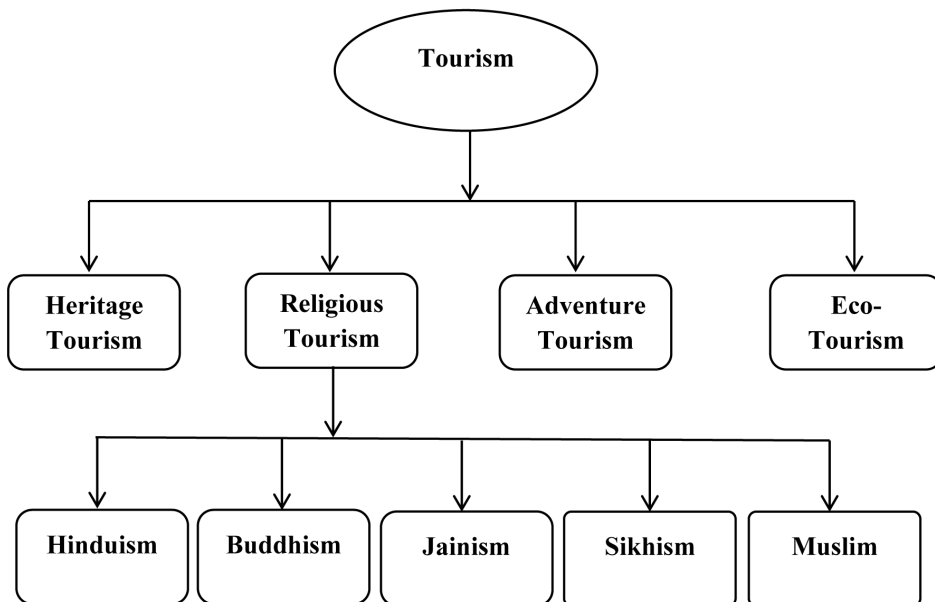 Tourism
Heritage
Tourism
Religious
Tourism
Adventure
Tourism
Eco-
Tourism
Hinduism
Buddhism
Jainism
Sikhism
Muslim